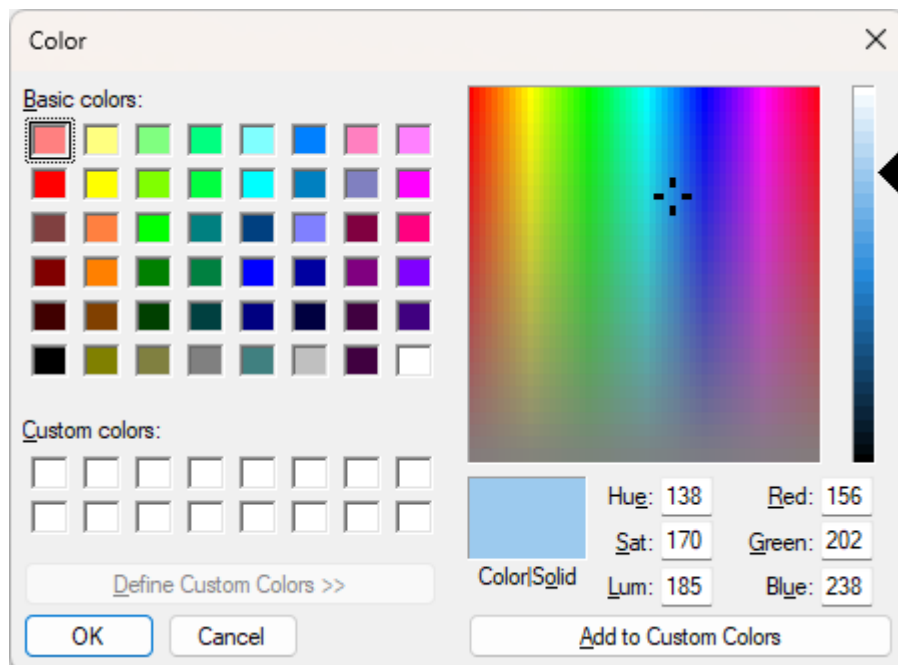 Color
Basic colors:
Custom colors:
Define Custom Colors >>
OK
Cancel
Color|Solid
Hue: 138
Sat: 170
Lum: 185
Red: 156
Green: 202
Blue: 238
Add to Custom Colors